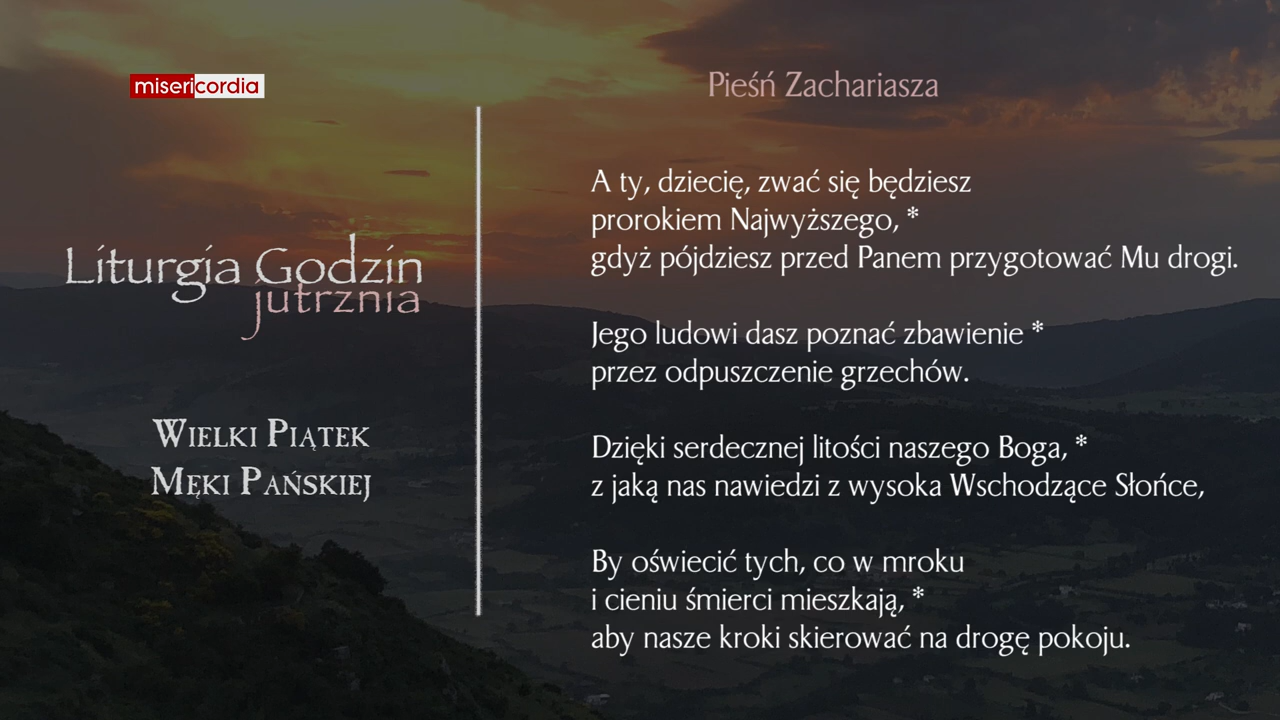 misericordia
Liturgia Godzin
jutrznia
Wielki Piątek
Męki Pańskiej
Pieśń Zachariasza
A ty, dziecię, zwać się będziesz
prorokiem Najwyższego, *
gdyż pójdziesz przed Panem przygotować Mu drogi.
Jego ludowi dasz poznać zbawienie *
przez odpuszczenie grzechów.
Dzięki serdecznej litości naszego Boga, *
z jaką nas nawiedzi z wysoka Wschodzące Słońce,
By oświecić tych, co w mroku
i cieniu śmierci mieszkają, *
aby nasze kroki skierować na drogę pokoju.